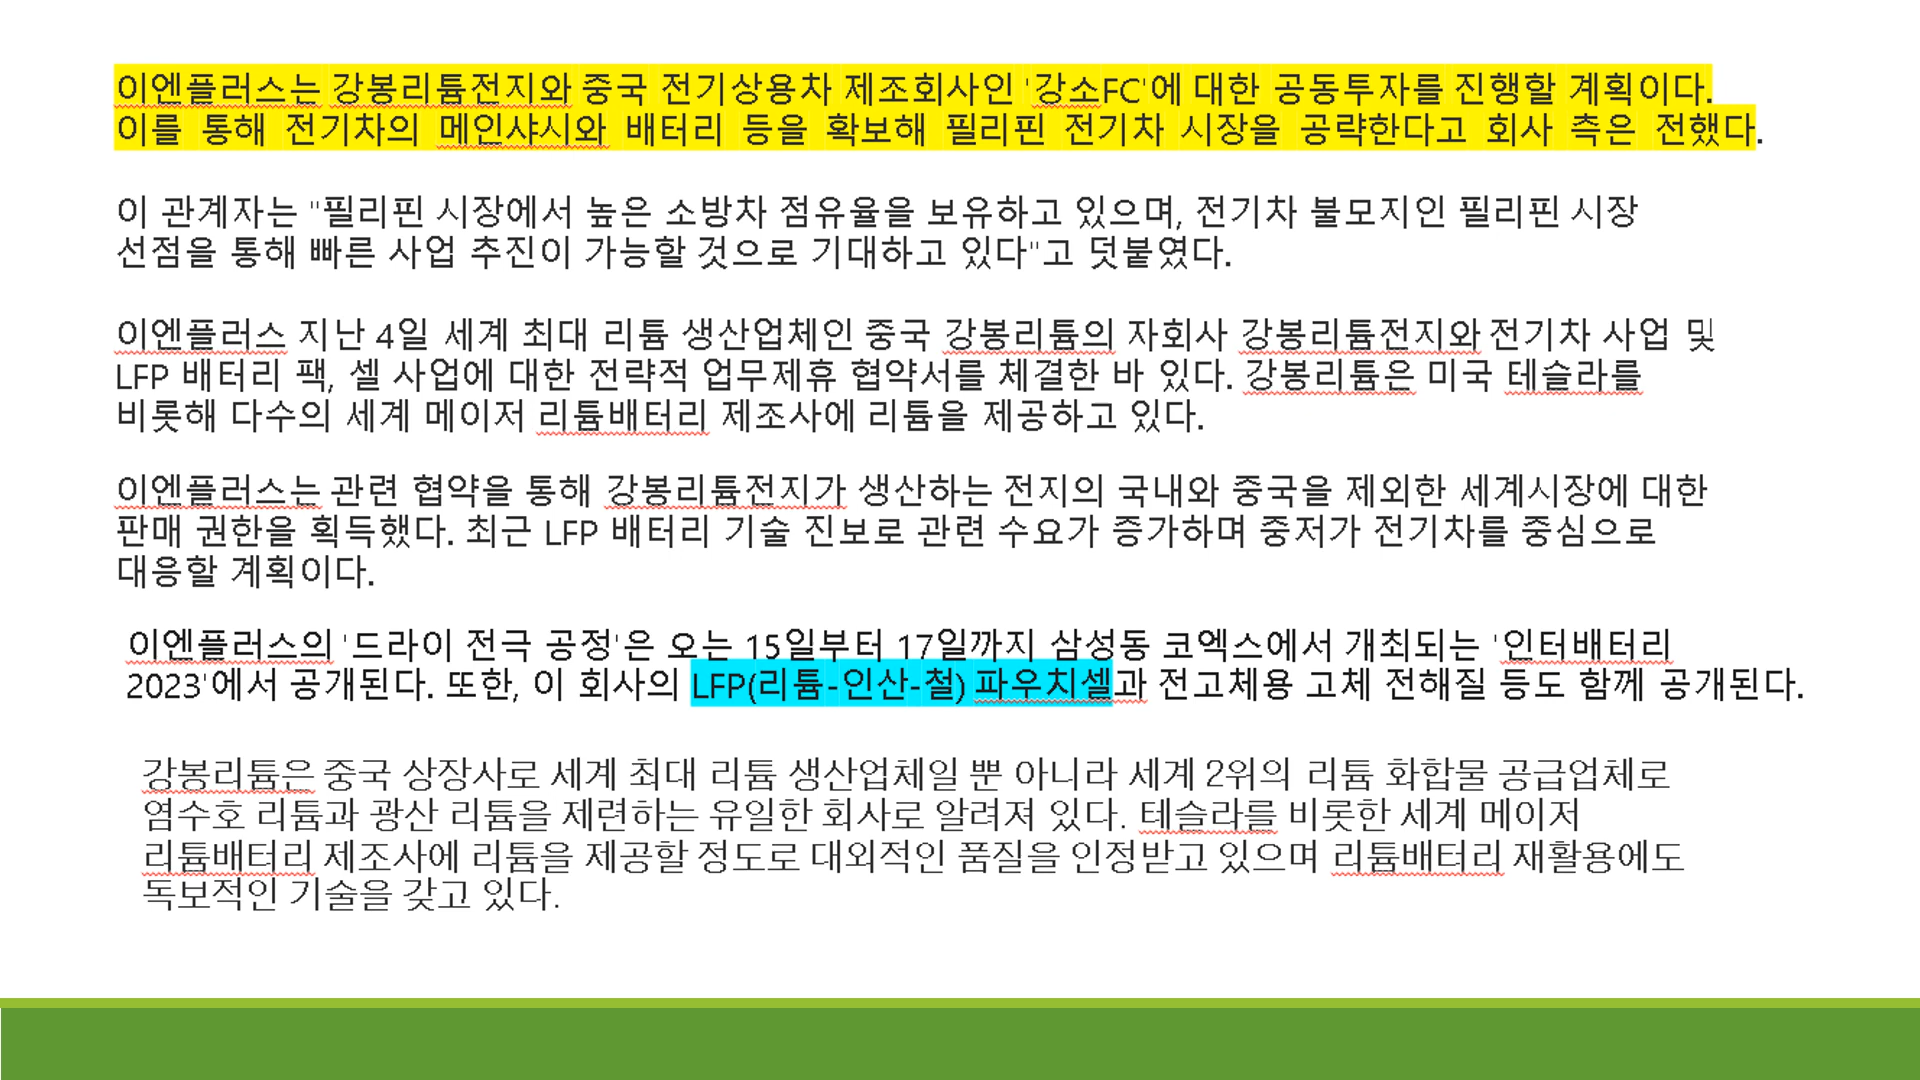 이엔플러스는 강봉리튬전지와 중국 전기상용차 제조회사인 '강소FC'에 대한 공동투자를 진행할 계획이다.
이를 통해 전기차의 메인샤시와 배터리 등을 확보해 필리핀 전기차 시장을 공략한다고 회사 측은 전했다.
이 관계자는 "필리핀 시장에서 높은 소방차 점유율을 보유하고 있으며, 전기차 불모지인 필리핀 시장
선점을 통해 빠른 사업 추진이 가능할 것으로 기대하고 있다"고 덧붙였다.
이엔플러스 지난 4일 세계 최대 리튬 생산업체인 중국 강봉리튬의 자회사 강봉리튬전지와 전기차 사업 및
LFP 배터리 팩, 셀 사업에 대한 전략적 업무제휴 협약서를 체결한 바 있다. 강봉리튬은 미국 테슬라를
비롯해 다수의 세계 메이저 리튬배터리 제조사에 리튬을 제공하고 있다.
이엔플러스는 관련 협약을 통해 강봉리튬전지가 생산하는 전지의 국내와 중국을 제외한 세계시장에 대한
판매 권한을 획득했다. 최근 LFP 배터리 기술 진보로 관련 수요가 증가하며 중저가 전기차를 중심으로
대응할 계획이다.
이엔플러스의 '드라이 전극 공정'은 오는 15일부터 17일까지 삼성동 코엑스에서 개최되는 '인터배터리
2023'에서 공개된다. 또한, 이 회사의 LFP(리튬-인산-철) 파우치셀과 전고체용 고체 전해질 등도 함께 공개된다.
강봉리튬은 중국 상장사로 세계 최대 리튬 생산업체일 뿐 아니라 세계 2위의 리튬 화합물 공급업체로
염수호 리튬과 광산 리튬을 제련하는 유일한 회사로 알려져 있다. 테슬라를 비롯한 세계 메이저
리튬배터리 제조사에 리튬을 제공할 정도로 대외적인 품질을 인정받고 있으며 리튬배터리 재활용에도
독보적인 기술을 갖고 있다.